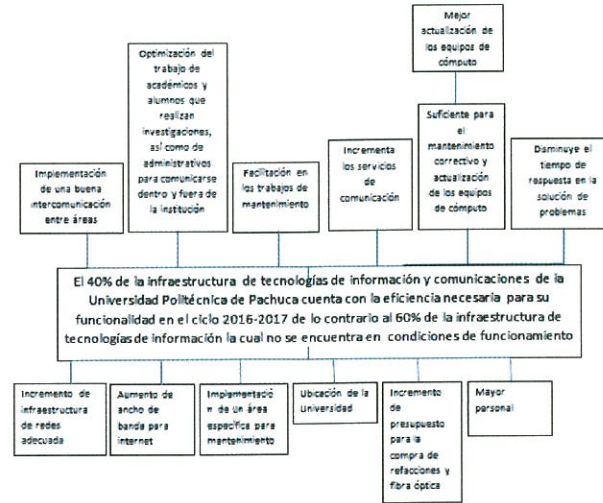 Mejor
actualización de
los equipos de
cómputo
Optimización del
trabajo de
académicos y
alumnos que
realizan
investigaciones,
así como de
administrativos
para comunicarse
dentro y fuera de
la institución
Implementación
de una buena
intercomunicación
entre áreas
Facilitación en
los trabajos de
mantenimiento
Incrementa
los servicios
de
comunicación
Suficiente para
el
mantenimiento
correctivo y
actualización
de los equipos
de cómputo
Disminuye el
tiempo de
respuesta en la
solución de
problemas
El 40% de la infraestructura de tecnologías de información y comunicaciones de la
Universidad Politécnica de Pachuca cuenta con la eficiencia necesaria para su
funcionalidad en el ciclo 2016-2017 de lo contrario al 60% de la infraestructura de
tecnologías de información la cual no se encuentra en condiciones de funcionamiento
Incremento de
infraestructura
de redes
adecuada
Aumento de
ancho de
banda para
internet
Implementació
n de un área
específica para
mantenimiento
Ubicación de la
Universidad
Incremento
de
presupuesto
para la
compra de
refacciones y
fibra óptica
Mayor
personal